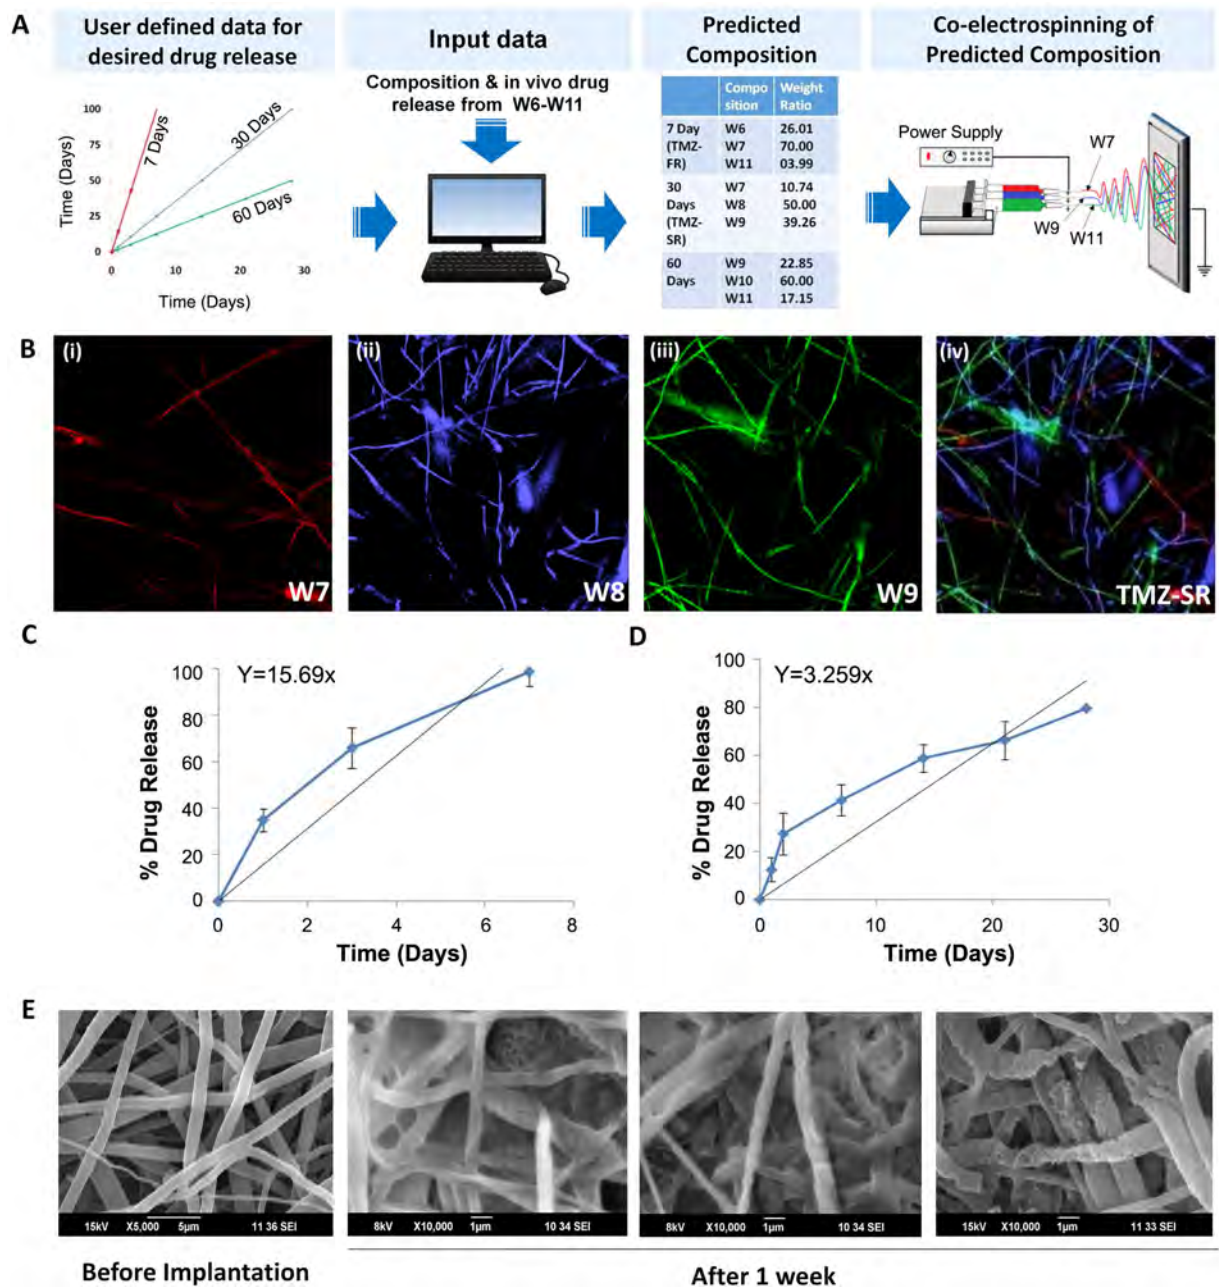 A
User defined data for
desired drug release
Input data
Predicted
Composition
Co-electrospinning of
Predicted Composition
Time (Days)
100
75
50
25
0
7 Days
30 Days
60 Days
0
10
20
30
Time (Days)
Composition & in vivo drug
release from W6-W11
Compo
sition
Weight
Ratio
7 Day
(TMZ-
FR)
W6
W7
W11
26.01
70.00
03.99
30
Days
(TMZ-
SR)
W7
W8
W9
10.74
50.00
39.26
60
Days
W9
W10
W11
22.85
60.00
17.15
Power Supply
W7
W9
W11
B
(i)
W7
(ii)
W8
(iii)
W9
(iv)
TMZ-SR
C
Y=15.69x
% Drug Release
100
80
60
40
20
0
0
2
4
6
8
Time (Days)
D
Y=3.259x
% Drug Release
100
80
60
40
20
0
0
10
20
30
Time (Days)
E
15kV X5,000 5µm 11 36 SEI
8kV X10,000 1µm 10 34 SEI
8kV X10,000 1µm 10 34 SEI
15kV X10,000 1µm 11 33 SEI
Before Implantation
After 1 week